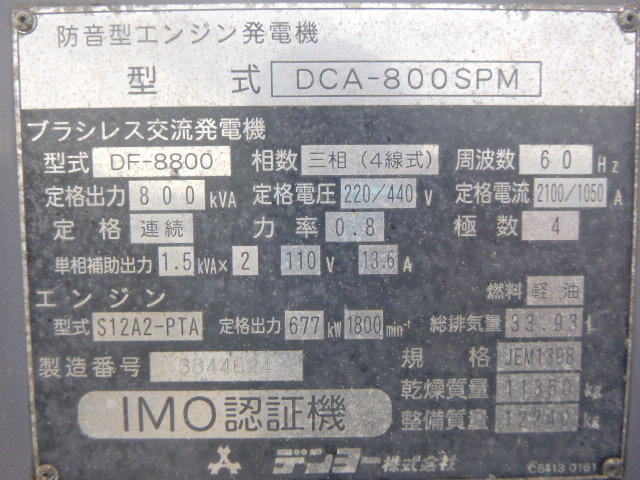 防音型エンジン発電機
型式 DCA-800SPM
ブラシレス交流発電機
型式 DF-8800 相数 三相(4線式) 周波数 60 Hz
定格出力 800 kVA 定格電圧 220/440 V 定格電流 2100/1050 A
定格 連続 力率 0.8 極数 4
単相補助出力 1.5 kVA× 2 110 V 13.6 A
エンジン 燃料 軽油
型式 S12A2-PTA 定格出力 677 kW 1800 min⁻¹ 総排気量 33.93 ℓ
製造番号 3844624 規格 JEM1398
乾燥質量 11350 kg
IMO認証機 整備質量 12240 kg
デンヨー株式会社 C6413 0161